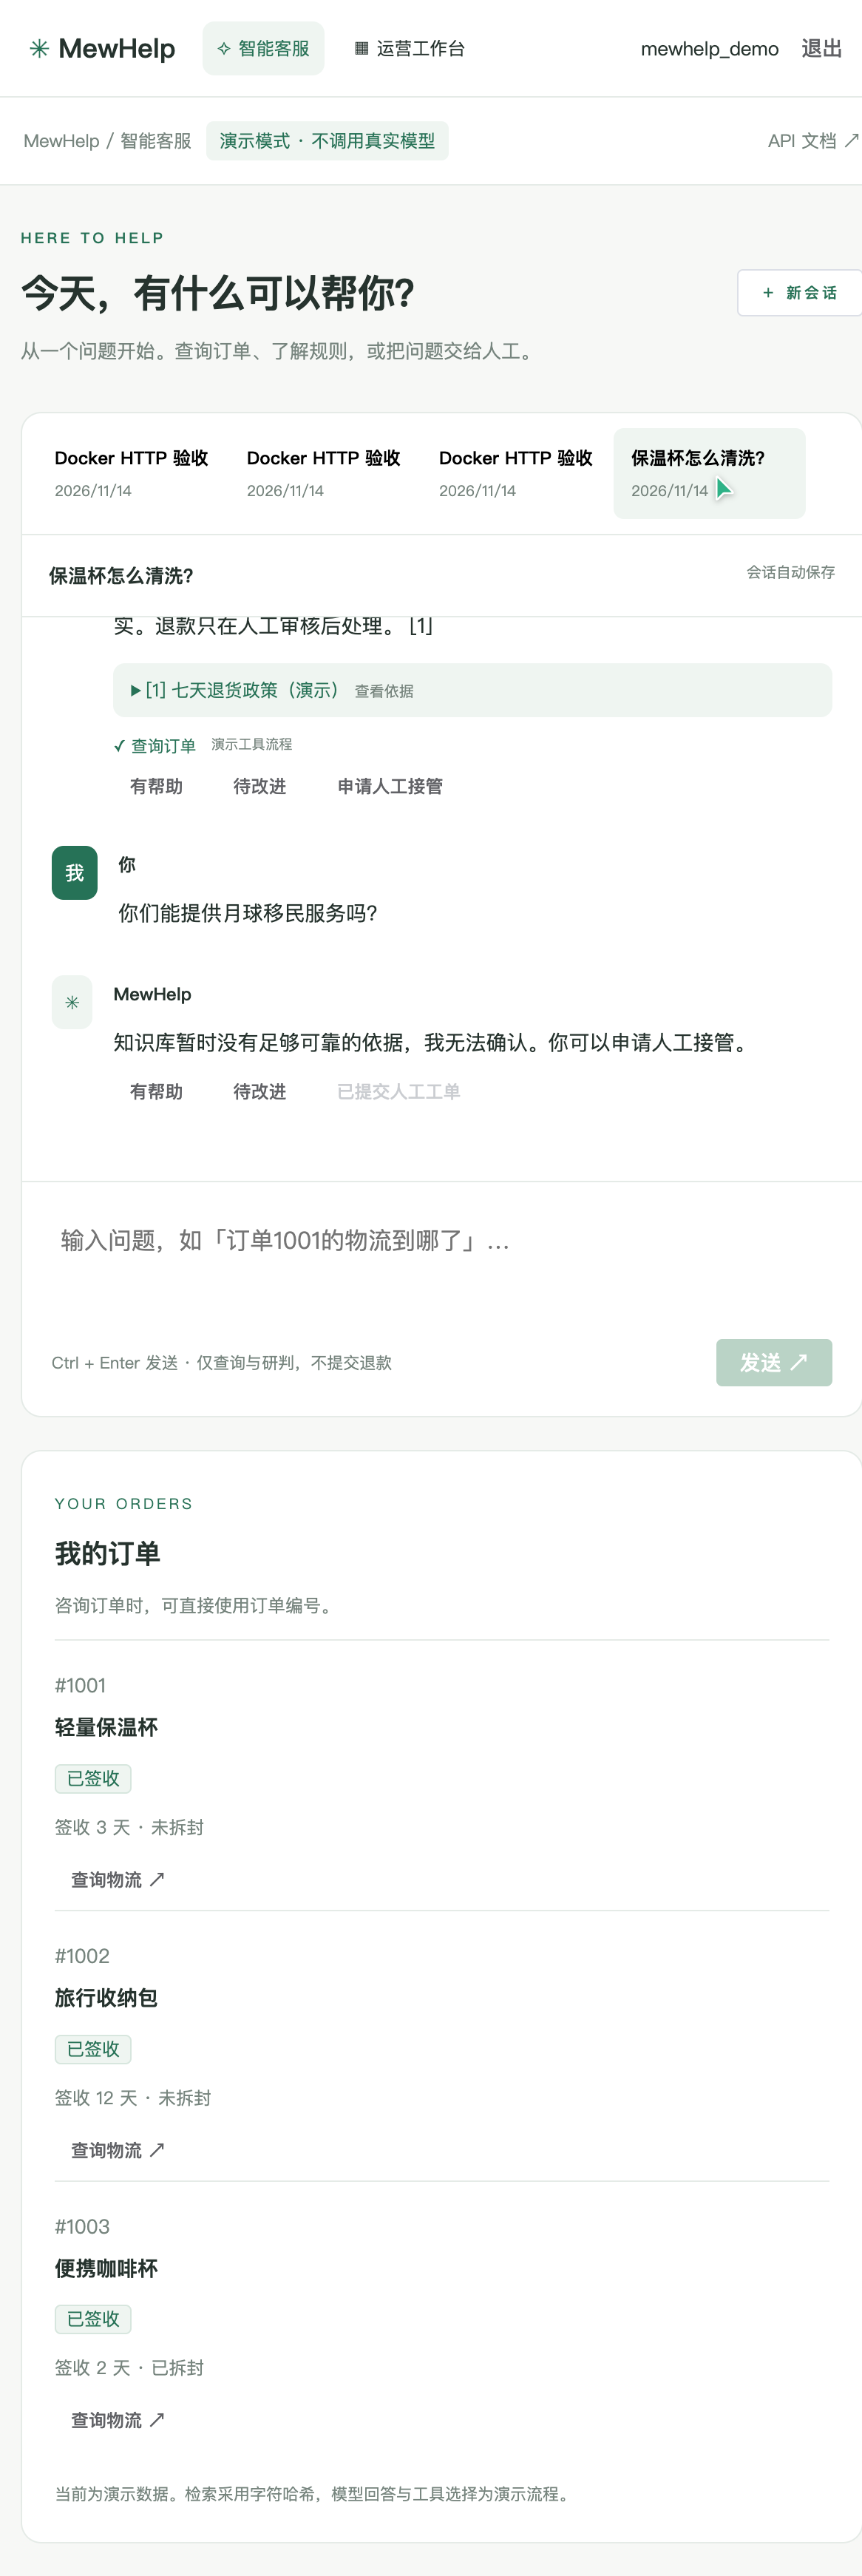 MewHelp
智能客服
运营工作台
mewhelp_demo
退出
MewHelp / 智能客服
演示模式 · 不调用真实模型
API 文档 ↗
HERE TO HELP
今天，有什么可以帮你？
+ 新会话
从一个问题开始。查询订单、了解规则，或把问题交给人工。
Docker HTTP 验收
2026/11/14
Docker HTTP 验收
2026/11/14
Docker HTTP 验收
2026/11/14
保温杯怎么清洗？
2026/11/14
保温杯怎么清洗？
会话自动保存
实。退款只在人工审核后处理。 [1]
▶ [1] 七天退货政策（演示） 查看依据
✓ 查询订单 演示工具流程
有帮助
待改进
申请人工接管
我
你
你们能提供月球移民服务吗？
MewHelp
知识库暂时没有足够可靠的依据，我无法确认。你可以申请人工接管。
有帮助
待改进
已提交人工工单
输入问题，如「订单1001的物流到哪了」…
Ctrl + Enter 发送 · 仅查询与研判，不提交退款
发送 ↗
YOUR ORDERS
我的订单
咨询订单时，可直接使用订单编号。
#1001
轻量保温杯
已签收
签收 3 天 · 未拆封
查询物流 ↗
#1002
旅行收纳包
已签收
签收 12 天 · 未拆封
查询物流 ↗
#1003
便携咖啡杯
已签收
签收 2 天 · 已拆封
查询物流 ↗
当前为演示数据。检索采用字符哈希，模型回答与工具选择为演示流程。